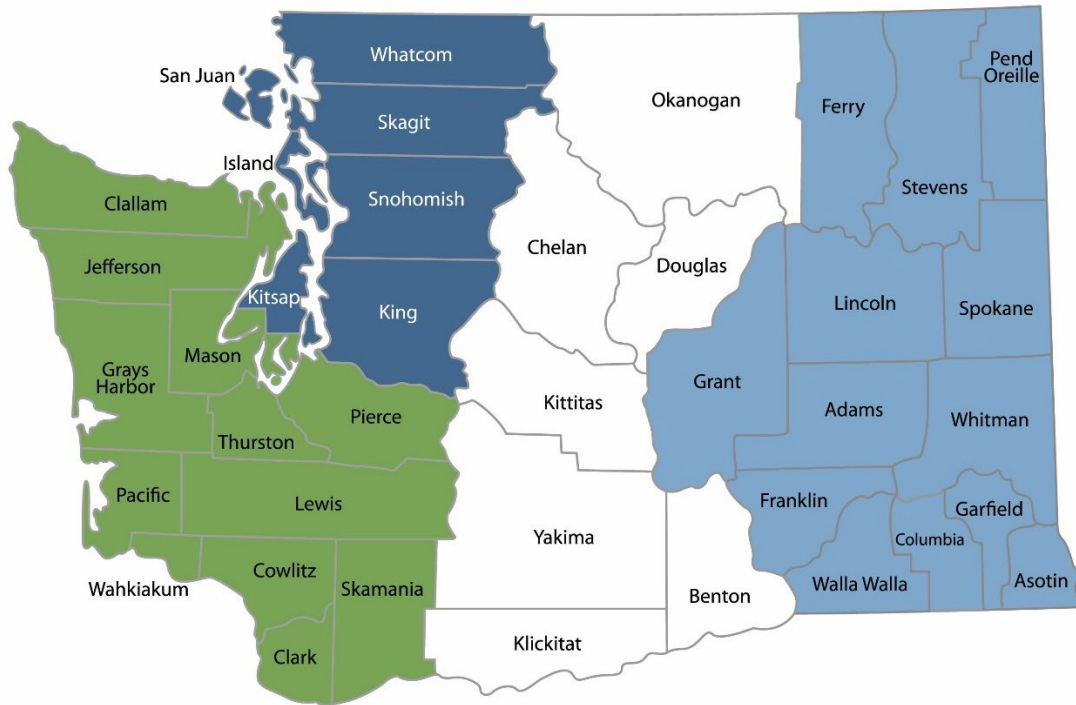 Whatcom
San Juan
Pend
Oreille
Okanogan
Ferry
Skagit
Island
Stevens
Snohomish
Clallam
Chelan
Jefferson
Douglas
Kitsap
Lincoln
Spokane
King
Mason
Grays
Harbor
Grant
Kittitas
Adams
Pierce
Whitman
Thurston
Pacific
Lewis
Franklin
Garfield
Yakima
Columbia
Cowlitz
Wahkiakum
Skamania
Walla Walla
Asotin
Benton
Klickitat
Clark